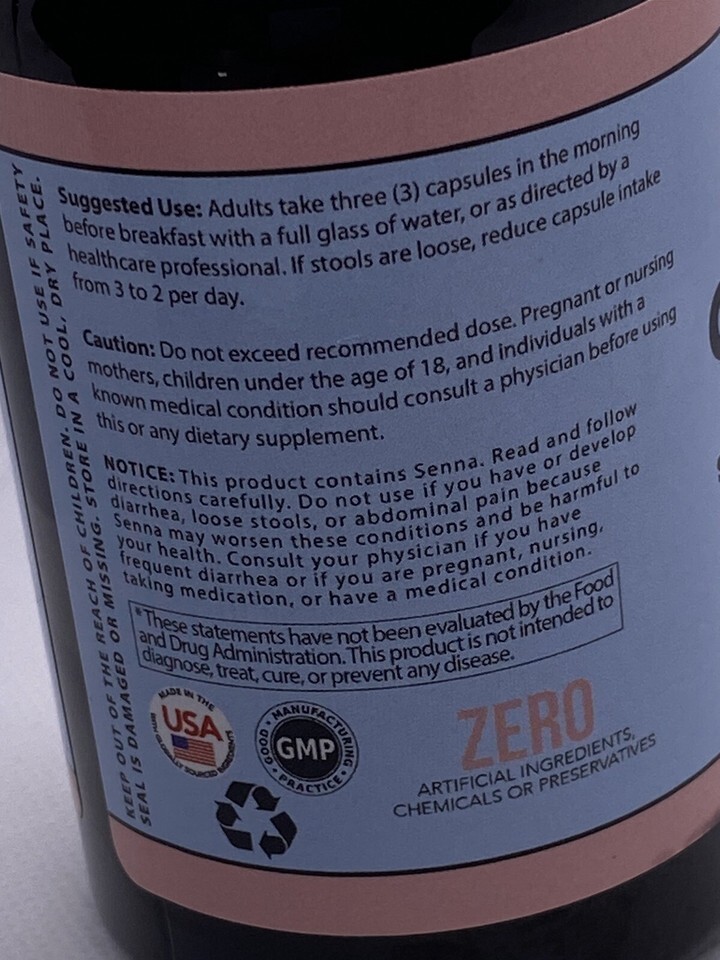 Suggested Use: Adults take three (3) capsules in the morning
before breakfast with a full glass of water, or as directed by a
healthcare professional. If stools are loose, reduce capsule intake
from 3 to 2 per day.
Caution: Do not exceed recommended dose. Pregnant or nursing
mothers, children under the age of 18, and individuals with a
known medical condition should consult a physician before using
this or any dietary supplement.
NOTICE: This product contains Senna. Read and follow
directions carefully. Do not use if you have or develop
diarrhea, loose stools, or abdominal pain because
Senna may worsen these conditions and be harmful to
your health. Consult your physician if you have
frequent diarrhea or if you are pregnant, nursing,
taking medication, or have a medical condition.
*These statements have not been evaluated by the Food
and Drug Administration. This product is not intended to
diagnose, treat, cure, or prevent any disease.
KEEP OUT OF THE REACH OF CHILDREN. DO NOT USE IF SAFETY
SEAL IS DAMAGED OR MISSING. STORE IN A COOL, DRY PLACE.
MADE IN THE
USA
WITH GLOBALLY SOURCED INGREDIENTS
GOOD • MANUFACTURING • PRACTICE •
GMP
ZERO
ARTIFICIAL INGREDIENTS,
CHEMICALS OR PRESERVATIVES